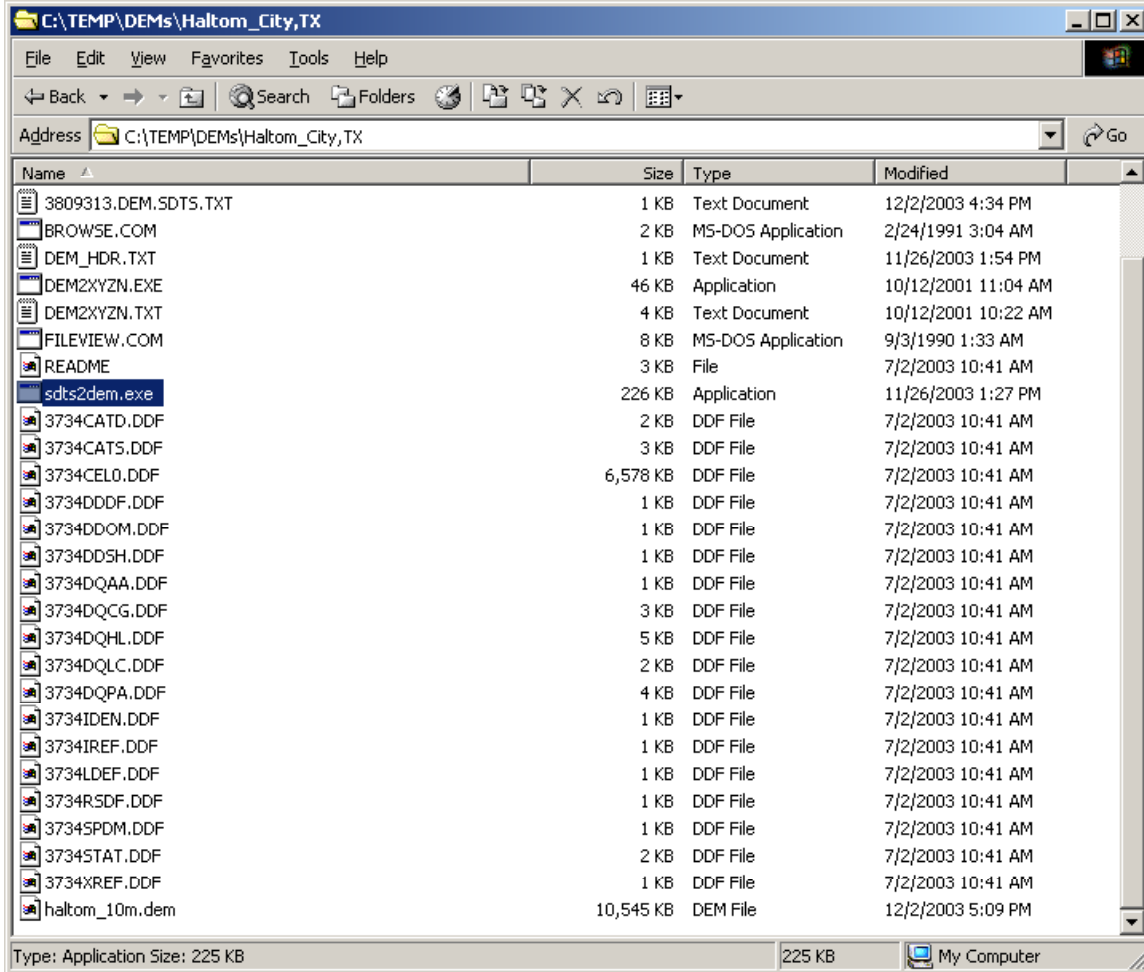 C:\TEMP\DEMs\Haltom_City,TX
File Edit View Favorites Tools Help
Back Search Folders
Address C:\TEMP\DEMs\Haltom_City,TX Go
Name Size Type Modified
3809313.DEM.SDTS.TXT 1 KB Text Document 12/2/2003 4:34 PM
BROWSE.COM 2 KB MS-DOS Application 2/24/1991 3:04 AM
DEM_HDR.TXT 1 KB Text Document 11/26/2003 1:54 PM
DEM2XYZN.EXE 46 KB Application 10/12/2001 11:04 AM
DEM2XYZN.TXT 4 KB Text Document 10/12/2001 10:22 AM
FILEVIEW.COM 8 KB MS-DOS Application 9/3/1990 1:33 AM
README 3 KB File 7/2/2003 10:41 AM
sdts2dem.exe 226 KB Application 11/26/2003 1:27 PM
3734CATD.DDF 2 KB DDF File 7/2/2003 10:41 AM
3734CATS.DDF 3 KB DDF File 7/2/2003 10:41 AM
3734CEL0.DDF 6,578 KB DDF File 7/2/2003 10:41 AM
3734DDDF.DDF 1 KB DDF File 7/2/2003 10:41 AM
3734DDOM.DDF 1 KB DDF File 7/2/2003 10:41 AM
3734DDSH.DDF 1 KB DDF File 7/2/2003 10:41 AM
3734DQAA.DDF 1 KB DDF File 7/2/2003 10:41 AM
3734DQCG.DDF 3 KB DDF File 7/2/2003 10:41 AM
3734DQHL.DDF 5 KB DDF File 7/2/2003 10:41 AM
3734DQLC.DDF 2 KB DDF File 7/2/2003 10:41 AM
3734DQPA.DDF 4 KB DDF File 7/2/2003 10:41 AM
3734IDEN.DDF 1 KB DDF File 7/2/2003 10:41 AM
3734IREF.DDF 1 KB DDF File 7/2/2003 10:41 AM
3734LDEF.DDF 1 KB DDF File 7/2/2003 10:41 AM
3734RSDF.DDF 1 KB DDF File 7/2/2003 10:41 AM
3734SPDM.DDF 1 KB DDF File 7/2/2003 10:41 AM
3734STAT.DDF 2 KB DDF File 7/2/2003 10:41 AM
3734XREF.DDF 1 KB DDF File 7/2/2003 10:41 AM
haltom_10m.dem 10,545 KB DEM File 12/2/2003 5:09 PM
Type: Application Size: 225 KB 225 KB My Computer